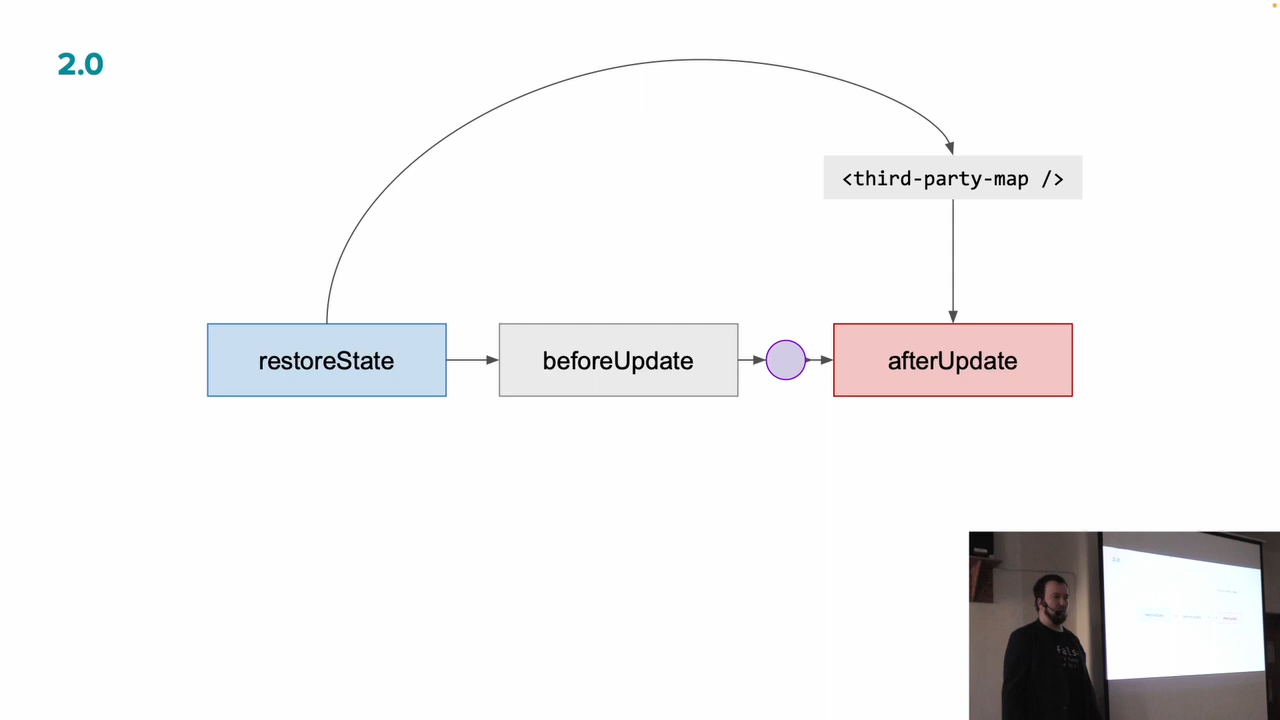 2.0
<third-party-map />
restoreState
beforeUpdate
afterUpdate